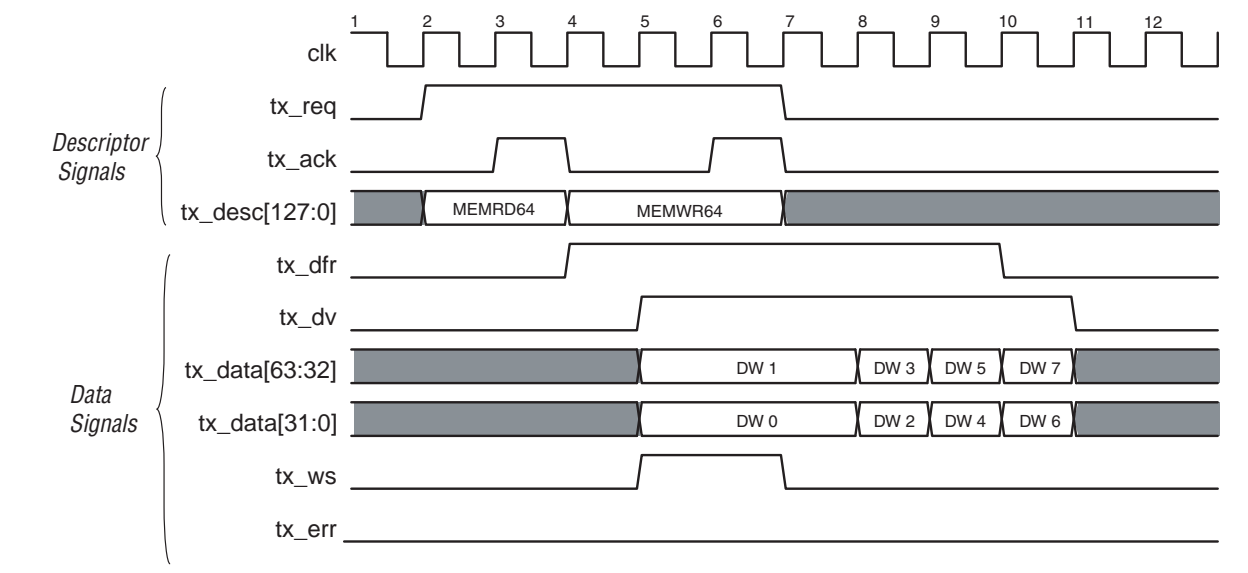 1 2 3 4 5 6 7 8 9 10 11 12
clk
Descriptor
Signals
tx_req
tx_ack
tx_desc[127:0]
MEMRD64 MEMWR64
Data
Signals
tx_dfr
tx_dv
tx_data[63:32]
DW 1 DW 3 DW 5 DW 7
tx_data[31:0]
DW 0 DW 2 DW 4 DW 6
tx_ws
tx_err